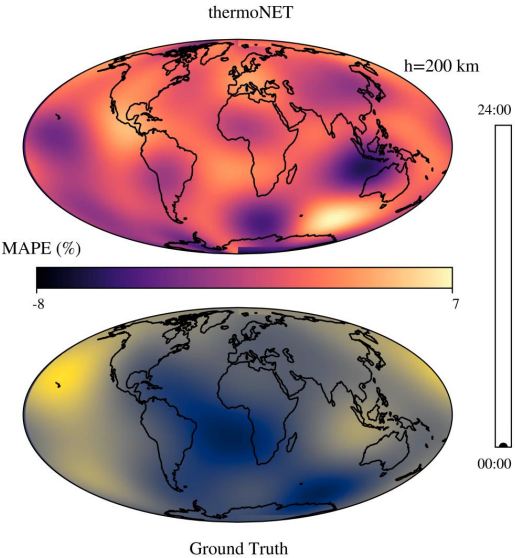 thermoNET
h=200 km
24:00
MAPE (%)
-8
7
00:00
Ground Truth